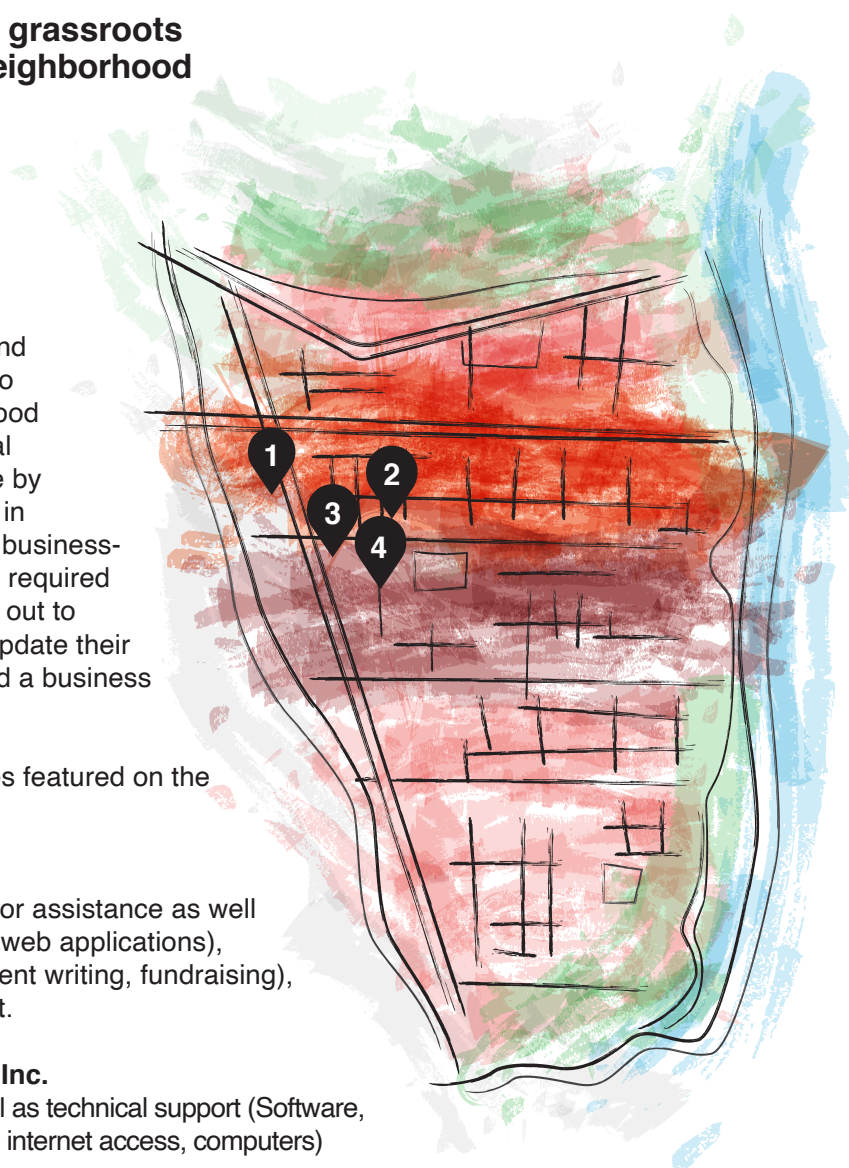 grassroots
eighborhood
nd
o
ood
al
e by
in
business-
required
out to
pdate their
d a business
s featured on the
or assistance as well
web applications),
ent writing, fundraising),
t.
Inc.
l as technical support (Software,
internet access, computers)
1
2
3
4